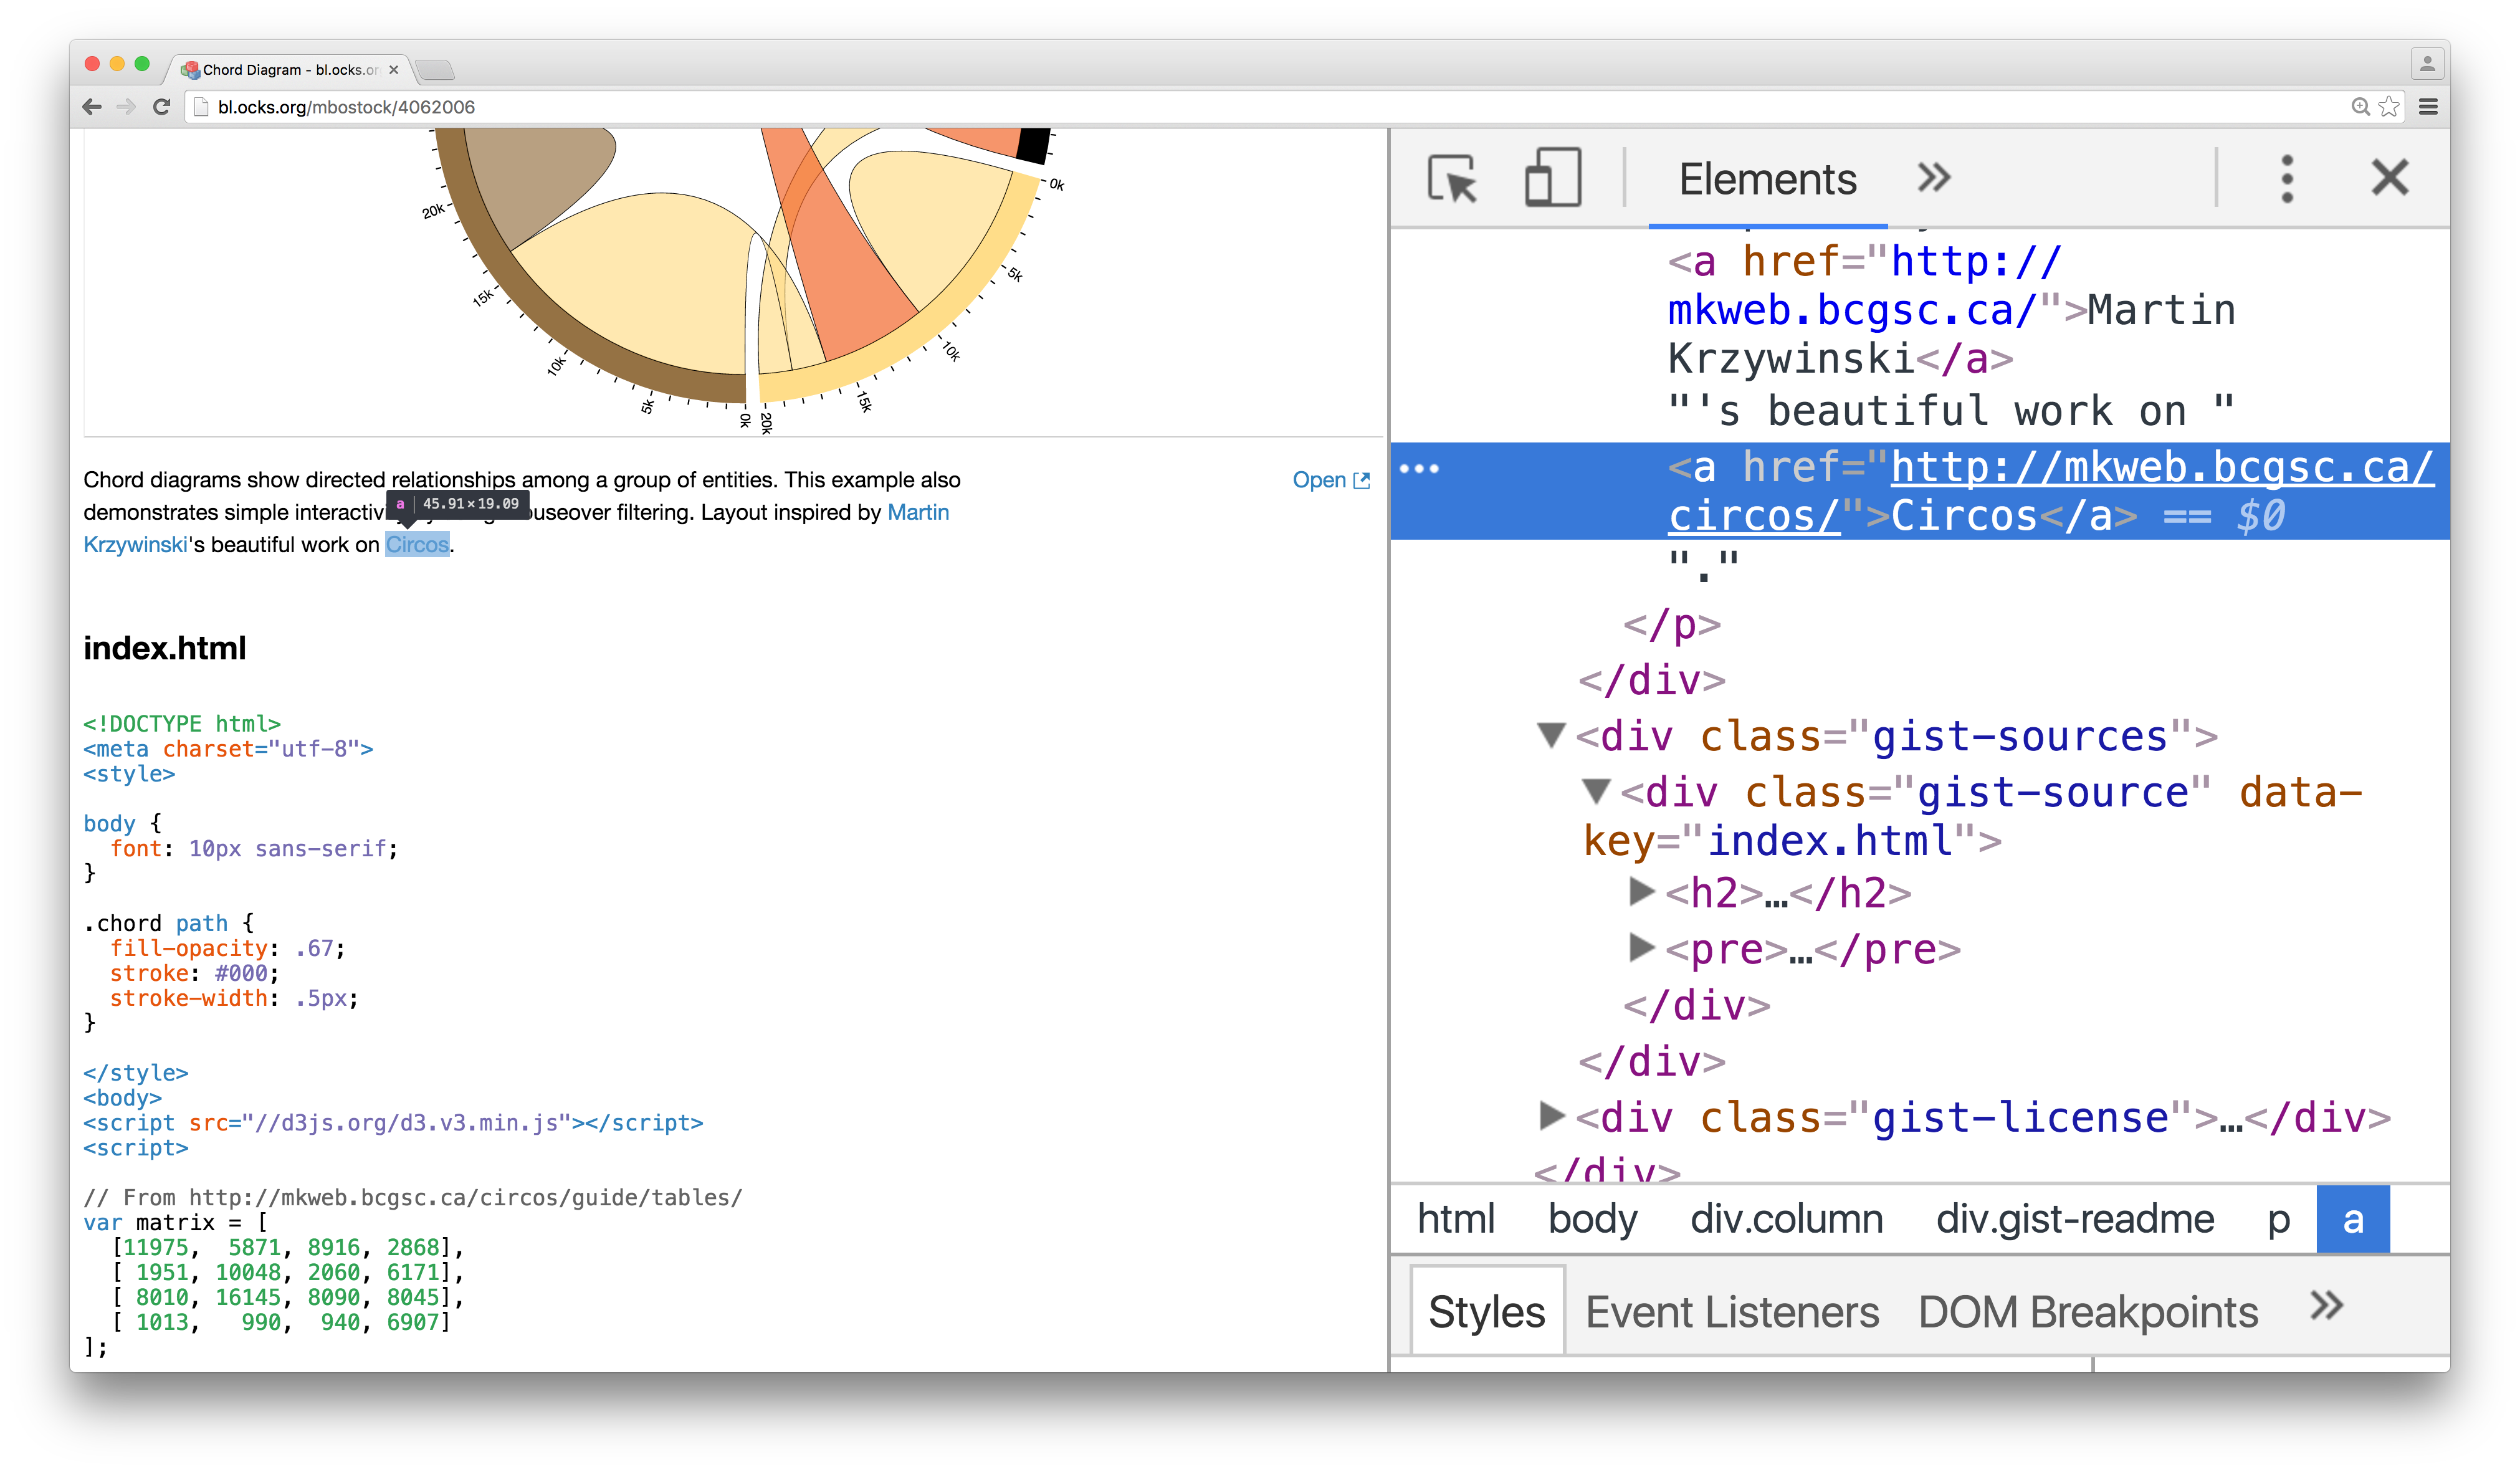 Chord Diagram - bl.ocks.or
bl.ocks.org/mbostock/4062006
20k
15k
10k
5k
0k
20k
15k
10k
5k
0k
Chord diagrams show directed relationships among a group of entities. This example also
demonstrates simple interactiv
ouseover filtering. Layout inspired by Martin
Krzywinski's beautiful work on Circos.
a 45.91×19.09
Open
index.html
<!DOCTYPE html>
<meta charset="utf-8">
<style>
body {
  font: 10px sans-serif;
}
.chord path {
  fill-opacity: .67;
  stroke: #000;
  stroke-width: .5px;
}
</style>
<body>
<script src="//d3js.org/d3.v3.min.js"></script>
<script>
// From http://mkweb.bcgsc.ca/circos/guide/tables/
var matrix = [
  [11975,  5871, 8916, 2868],
  [ 1951, 10048, 2060, 6171],
  [ 8010, 16145, 8090, 8045],
  [ 1013,   990,  940, 6907]
];
Elements »
<a href="http://
mkweb.bcgsc.ca/">Martin
Krzywinski</a>
"'s beautiful work on "
<a href="http://mkweb.bcgsc.ca/
circos/">Circos</a> == $0
"."
</p>
</div>
<div class="gist-sources">
<div class="gist-source" data-
key="index.html">
<h2>…</h2>
<pre>…</pre>
</div>
</div>
<div class="gist-license">…</div>
</div>
html body div.column div.gist-readme p a
Styles Event Listeners DOM Breakpoints »